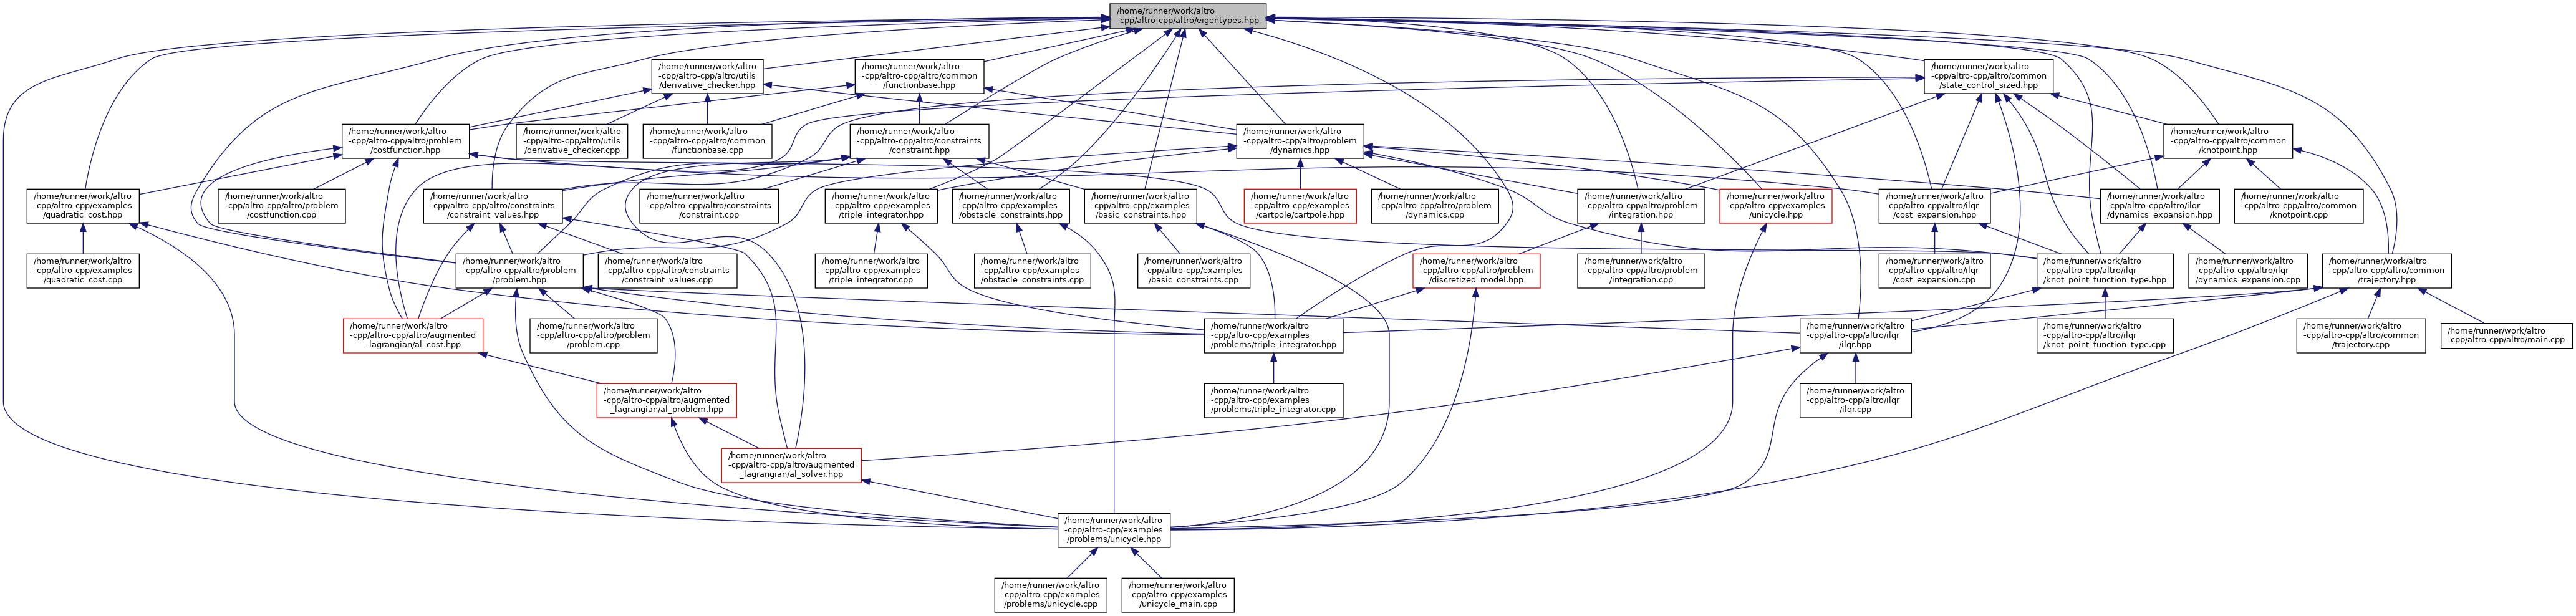 /home/runner/work/altro
-cpp/altro-cpp/altro/eigentypes.hpp
/home/runner/work/altro
-cpp/altro-cpp/altro/utils
/derivative_checker.hpp
/home/runner/work/altro
-cpp/altro-cpp/altro/common
/functionbase.hpp
/home/runner/work/altro
-cpp/altro-cpp/altro/common
/state_control_sized.hpp
/home/runner/work/altro
-cpp/altro-cpp/altro/problem
/costfunction.hpp
/home/runner/work/altro
-cpp/altro-cpp/altro/utils
/derivative_checker.cpp
/home/runner/work/altro
-cpp/altro-cpp/altro/common
/functionbase.cpp
/home/runner/work/altro
-cpp/altro-cpp/altro/constraints
/constraint.hpp
/home/runner/work/altro
-cpp/altro-cpp/altro/problem
/dynamics.hpp
/home/runner/work/altro
-cpp/altro-cpp/altro/common
/knotpoint.hpp
/home/runner/work/altro
-cpp/altro-cpp/examples
/quadratic_cost.hpp
/home/runner/work/altro
-cpp/altro-cpp/altro/problem
/costfunction.cpp
/home/runner/work/altro
-cpp/altro-cpp/altro/constraints
/constraint_values.hpp
/home/runner/work/altro
-cpp/altro-cpp/altro/constraints
/constraint.cpp
/home/runner/work/altro
-cpp/altro-cpp/examples
/triple_integrator.hpp
/home/runner/work/altro
-cpp/altro-cpp/examples
/obstacle_constraints.hpp
/home/runner/work/altro
-cpp/altro-cpp/examples
/basic_constraints.hpp
/home/runner/work/altro
-cpp/altro-cpp/examples
/cartpole/cartpole.hpp
/home/runner/work/altro
-cpp/altro-cpp/altro/problem
/dynamics.cpp
/home/runner/work/altro
-cpp/altro-cpp/altro/problem
/integration.hpp
/home/runner/work/altro
-cpp/altro-cpp/examples
/unicycle.hpp
/home/runner/work/altro
-cpp/altro-cpp/altro/ilqr
/cost_expansion.hpp
/home/runner/work/altro
-cpp/altro-cpp/altro/ilqr
/dynamics_expansion.hpp
/home/runner/work/altro
-cpp/altro-cpp/altro/common
/knotpoint.cpp
/home/runner/work/altro
-cpp/altro-cpp/examples
/quadratic_cost.cpp
/home/runner/work/altro
-cpp/altro-cpp/altro/problem
/problem.hpp
/home/runner/work/altro
-cpp/altro-cpp/altro/constraints
/constraint_values.cpp
/home/runner/work/altro
-cpp/altro-cpp/examples
/triple_integrator.cpp
/home/runner/work/altro
-cpp/altro-cpp/examples
/obstacle_constraints.cpp
/home/runner/work/altro
-cpp/altro-cpp/examples
/basic_constraints.cpp
/home/runner/work/altro
-cpp/altro-cpp/altro/problem
/discretized_model.hpp
/home/runner/work/altro
-cpp/altro-cpp/altro/problem
/integration.cpp
/home/runner/work/altro
-cpp/altro-cpp/altro/ilqr
/cost_expansion.cpp
/home/runner/work/altro
-cpp/altro-cpp/altro/ilqr
/knot_point_function_type.hpp
/home/runner/work/altro
-cpp/altro-cpp/altro/ilqr
/dynamics_expansion.cpp
/home/runner/work/altro
-cpp/altro-cpp/altro/common
/trajectory.hpp
/home/runner/work/altro
-cpp/altro-cpp/altro/augmented
_lagrangian/al_cost.hpp
/home/runner/work/altro
-cpp/altro-cpp/altro/problem
/problem.cpp
/home/runner/work/altro
-cpp/altro-cpp/examples
/problems/triple_integrator.hpp
/home/runner/work/altro
-cpp/altro-cpp/altro/ilqr
/ilqr.hpp
/home/runner/work/altro
-cpp/altro-cpp/altro/ilqr
/knot_point_function_type.cpp
/home/runner/work/altro
-cpp/altro-cpp/altro/common
/trajectory.cpp
/home/runner/work/altro
-cpp/altro-cpp/altro/main.cpp
/home/runner/work/altro
-cpp/altro-cpp/altro/augmented
_lagrangian/al_problem.hpp
/home/runner/work/altro
-cpp/altro-cpp/examples
/problems/triple_integrator.cpp
/home/runner/work/altro
-cpp/altro-cpp/altro/ilqr
/ilqr.cpp
/home/runner/work/altro
-cpp/altro-cpp/altro/augmented
_lagrangian/al_solver.hpp
/home/runner/work/altro
-cpp/altro-cpp/examples
/problems/unicycle.hpp
/home/runner/work/altro
-cpp/altro-cpp/examples
/problems/unicycle.cpp
/home/runner/work/altro
-cpp/altro-cpp/examples
/unicycle_main.cpp